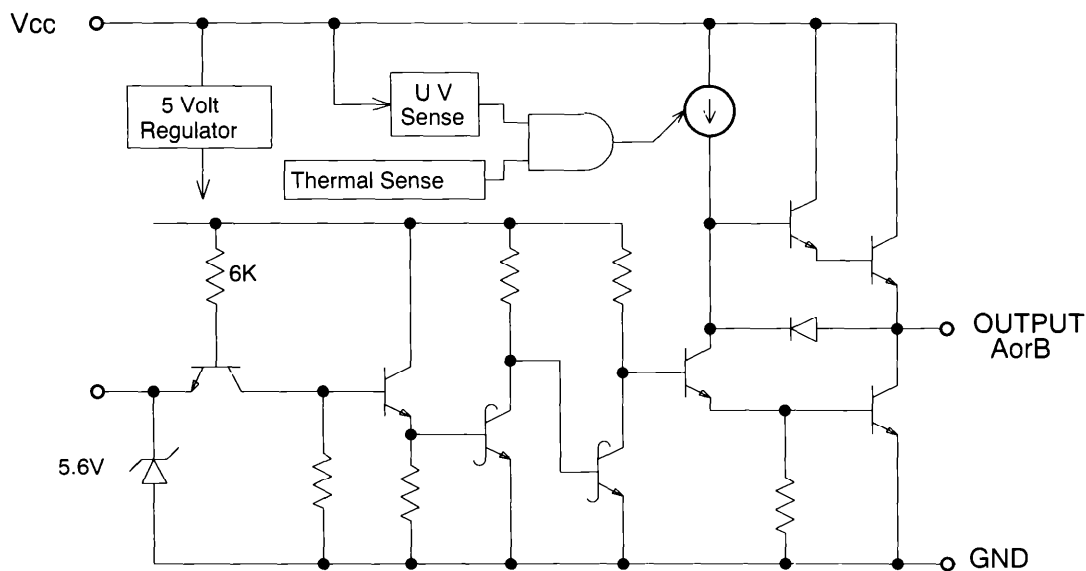 Vcc
5 Volt
Regulator
U V
Sense
Thermal Sense
6K
5.6V
OUTPUT
AorB
GND